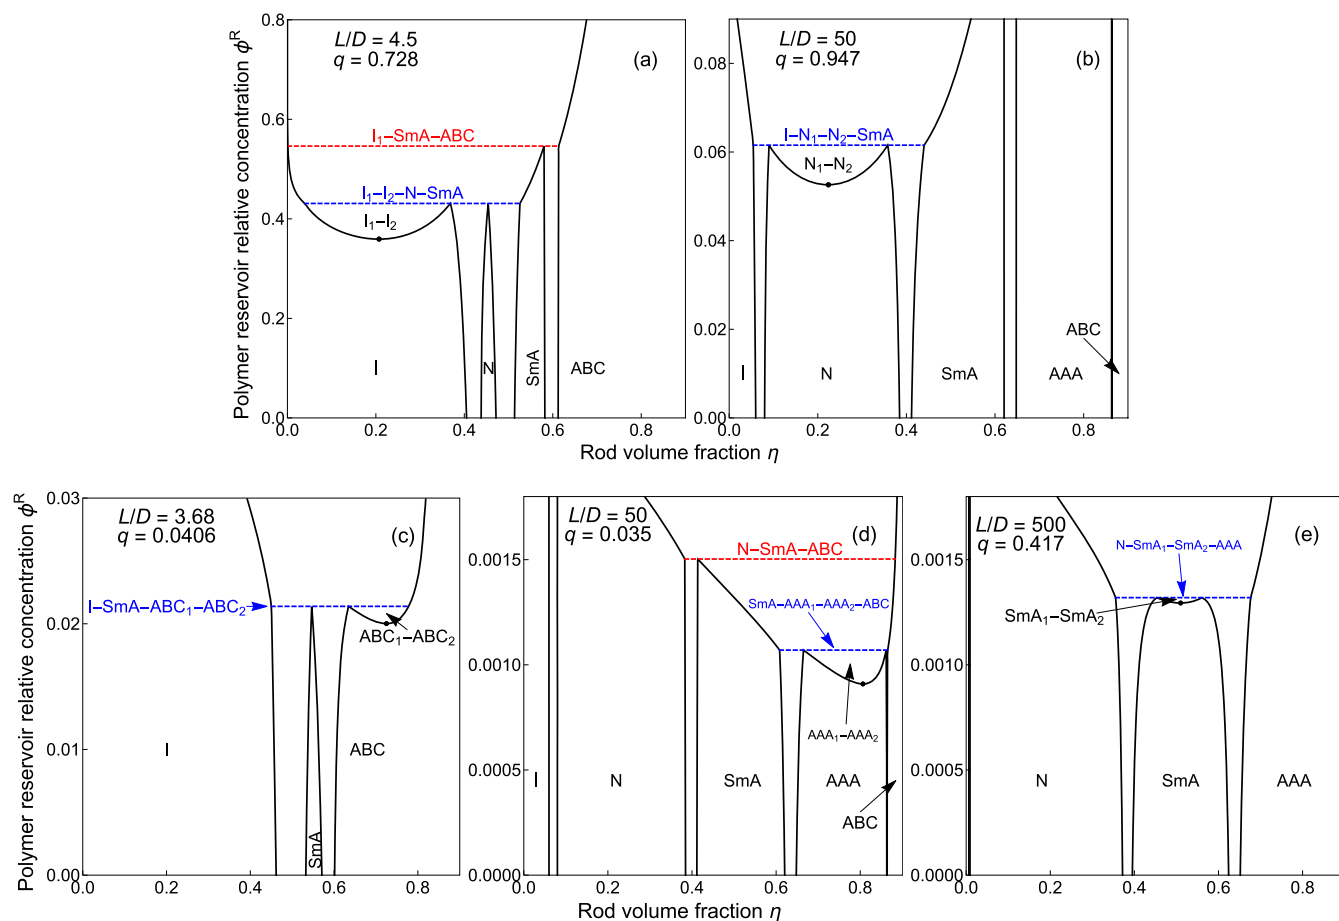 Polymer reservoir relative concentration ϕ^R
0.8
0.6
0.4
0.2
0.0
L/D = 4.5
q = 0.728
(a)
I₁–SmA–ABC
I₁–I₂–N–SmA
I₁–I₂
I
N
SmA
ABC
0.0 0.2 0.4 0.6 0.8
0.08
0.06
0.04
0.02
0.00
L/D = 50
q = 0.947
(b)
I–N₁–N₂–SmA
N₁–N₂
ABC
I
N
SmA
AAA
0.0 0.2 0.4 0.6 0.8
Rod volume fraction η
Polymer reservoir relative concentration ϕ^R
0.03
0.02
0.01
0.00
L/D = 3.68
q = 0.0406
(c)
I–SmA–ABC₁–ABC₂
ABC₁–ABC₂
I
SmA
ABC
0.0 0.2 0.4 0.6 0.8
0.0015
0.0010
0.0005
0.0000
L/D = 50
q = 0.035
(d)
N–SmA–ABC
SmA–AAA₁–AAA₂–ABC
AAA₁–AAA₂
I
N
SmA
AAA
ABC
0.0 0.2 0.4 0.6 0.8
0.0015
0.0010
0.0005
0.0000
L/D = 500
q = 0.417
(e)
N–SmA₁–SmA₂–AAA
SmA₁–SmA₂
N
SmA
AAA
0.0 0.2 0.4 0.6 0.8
Rod volume fraction η